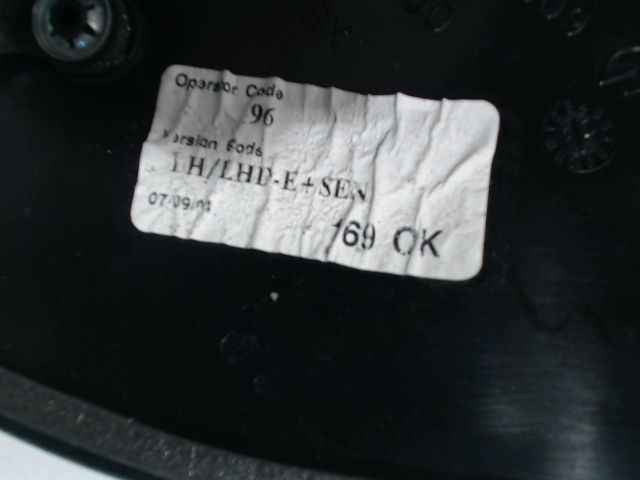 Operator Code
96
Version Code
LH/LHD-E+SEN
169 OK